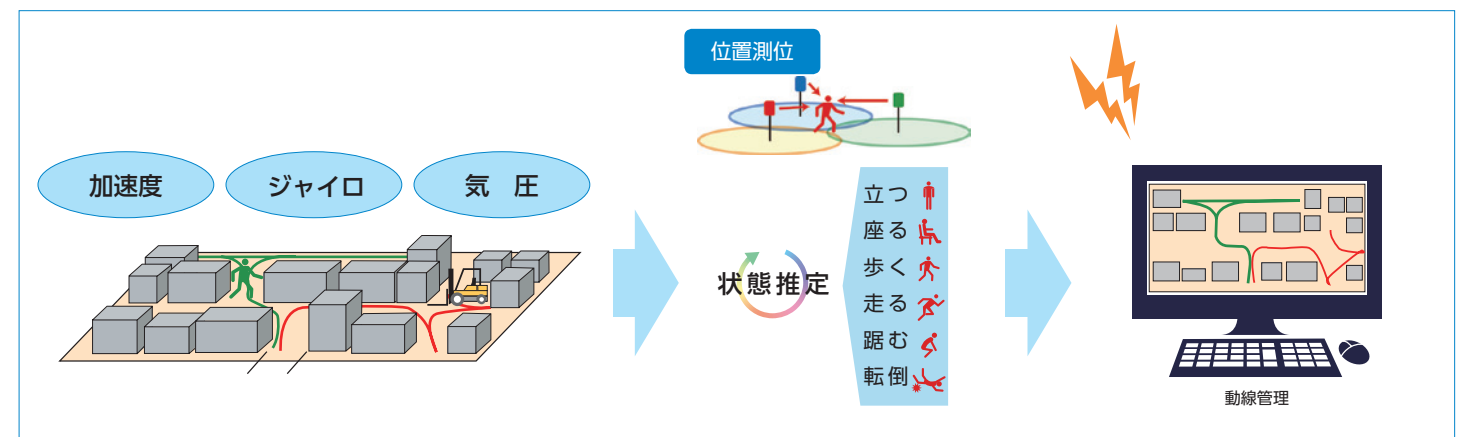 位置測位
加速度
ジャイロ
気 圧
状態推定
立つ
座る
歩く
走る
踞む
転倒
動線管理